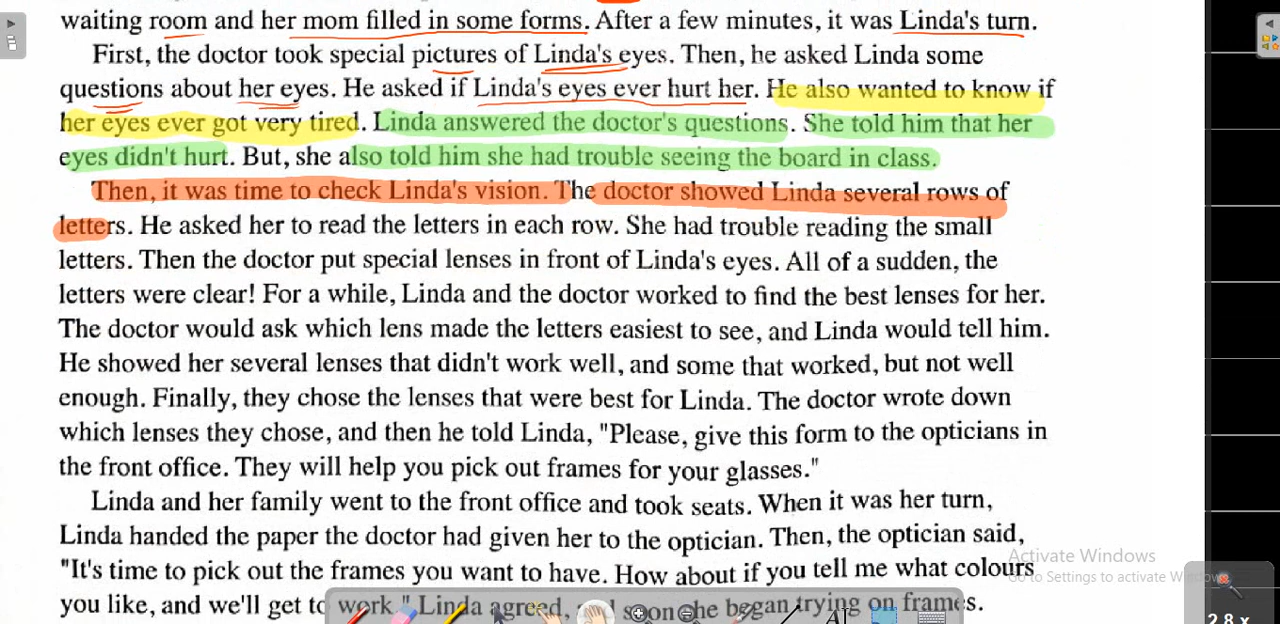 waiting room and her mom filled in some forms. After a few minutes, it was Linda's turn.
First, the doctor took special pictures of Linda's eyes. Then, he asked Linda some
questions about her eyes. He asked if Linda's eyes ever hurt her. He also wanted to know if
her eyes ever got very tired. Linda answered the doctor's questions. She told him that her
eyes didn't hurt. But, she also told him she had trouble seeing the board in class.
Then, it was time to check Linda's vision. The doctor showed Linda several rows of
letters. He asked her to read the letters in each row. She had trouble reading the small
letters. Then the doctor put special lenses in front of Linda's eyes. All of a sudden, the
letters were clear! For a while, Linda and the doctor worked to find the best lenses for her.
The doctor would ask which lens made the letters easiest to see, and Linda would tell him.
He showed her several lenses that didn't work well, and some that worked, but not well
enough. Finally, they chose the lenses that were best for Linda. The doctor wrote down
which lenses they chose, and then he told Linda, "Please, give this form to the opticians in
the front office. They will help you pick out frames for your glasses."
Linda and her family went to the front office and took seats. When it was her turn,
Linda handed the paper the doctor had given her to the optician. Then, the optician said,
"It's time to pick out the frames you want to have. How about if you tell me what colours
you like, and we'll get to work." Linda agreed, soon she began trying on frames.
Activate Windows
Go to Settings to activate Windows
2.8 x